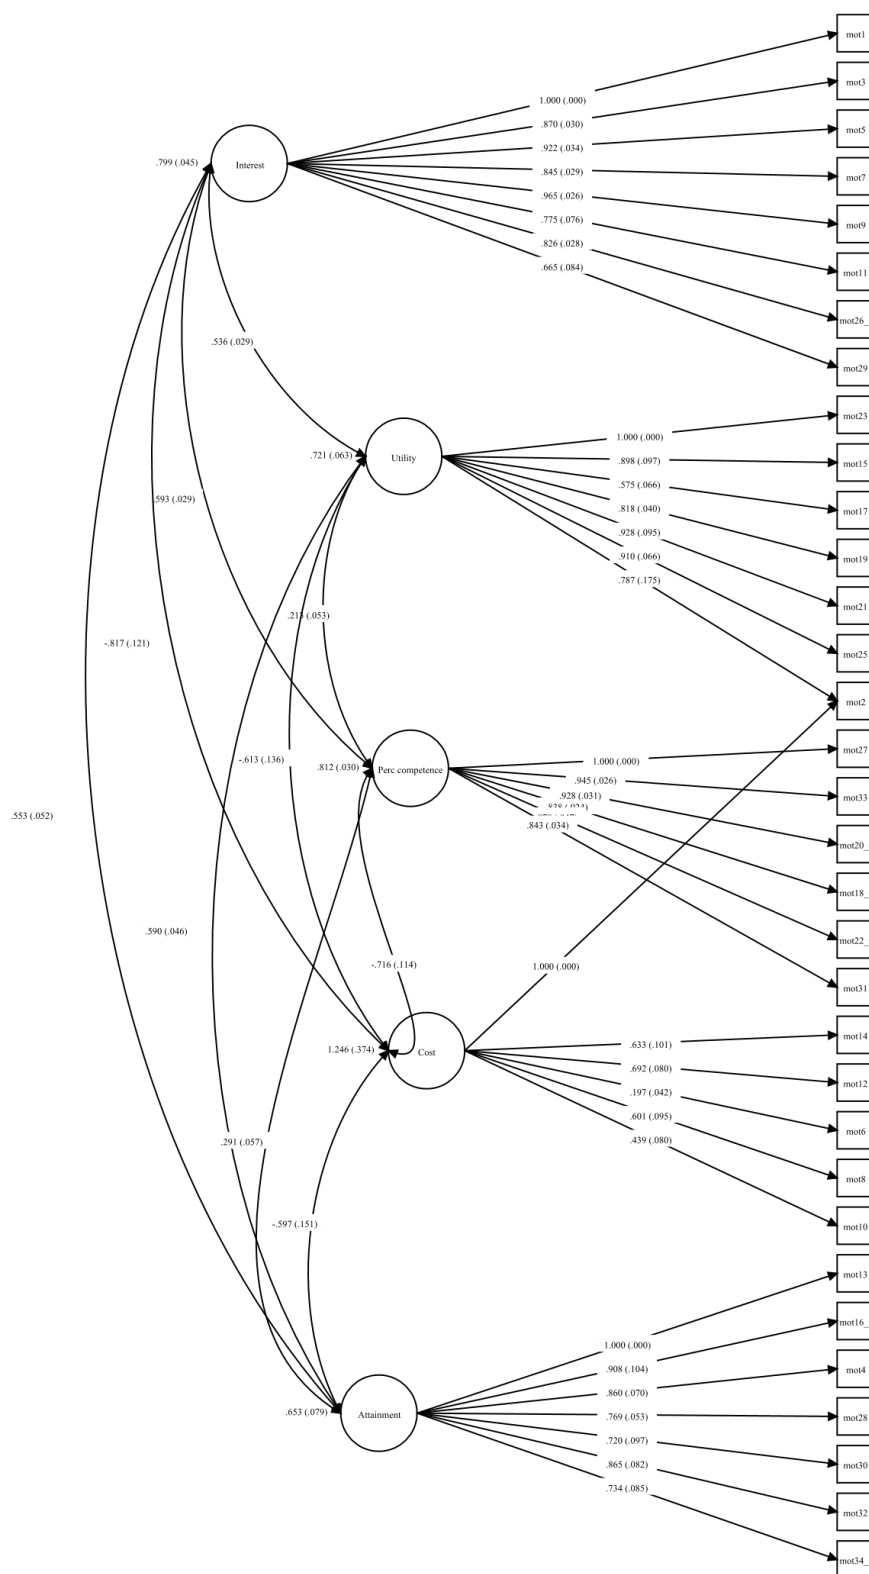 mot1
mot3
1.000 (.000)
.870 (.030)
mot5
.922 (.034)
.799 (.045)
Interest
.845 (.029)
mot7
.965 (.026)
.775 (.076)
mot9
.826 (.028)
.665 (.084)
mot11
mot26_
.536 (.029)
mot29
mot23
1.000 (.000)
.721 (.063)
Utility
.898 (.097)
mot15
.575 (.066)
.593 (.029)
.818 (.040)
mot17
.928 (.095)
.910 (.066)
mot19
.787 (.175)
mot21
.213 (.053)
-.817 (.121)
mot25
mot2
-.613 (.136)
.812 (.030)
Perc competence
1.000 (.000)
mot27
.945 (.026)
.928 (.031)
mot33
.838 (.024)
.843 (.034)
.553 (.052)
mot20_
mot18_
.590 (.046)
mot22_
-.716 (.114)
1.000 (.000)
mot31
1.246 (.374)
Cost
.633 (.101)
mot14
.692 (.080)
mot12
.197 (.042)
.601 (.095)
mot6
.291 (.057)
.439 (.080)
mot8
-.597 (.151)
mot10
mot13
mot16_
1.000 (.000)
.908 (.104)
mot4
.860 (.070)
.653 (.079)
Attainment
.769 (.053)
mot28
.720 (.097)
.865 (.082)
mot30
.734 (.085)
mot32
mot34_